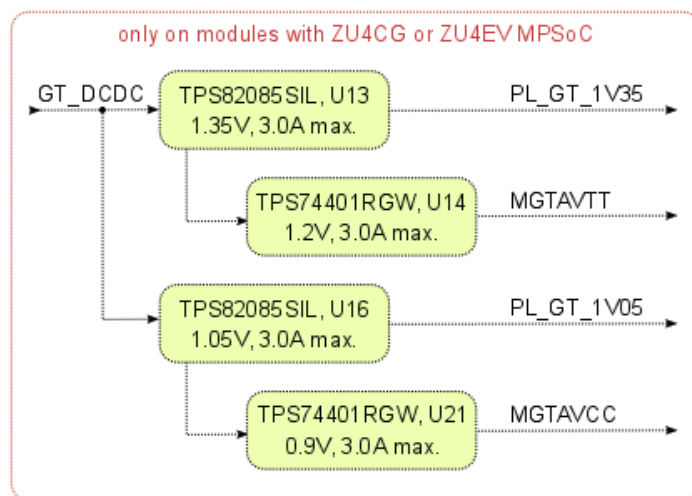 only on modules with ZU4CG or ZU4EV MPSoC
GT_DCDC
TPS82085SIL, U13
1.35V, 3.0A max.
PL_GT_1V35
TPS74401RGW, U14
1.2V, 3.0A max.
MGTAVTT
TPS82085SIL, U16
1.05V, 3.0A max.
PL_GT_1V05
TPS74401RGW, U21
0.9V, 3.0A max.
MGTAVCC